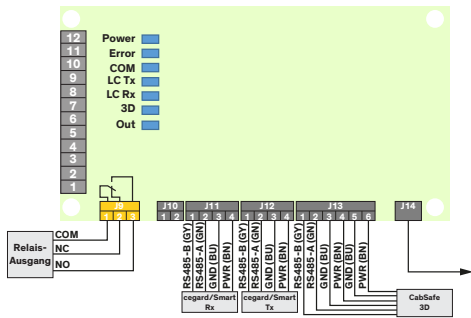 12
11
10
9
8
7
6
5
4
3
2
1
Power
Error
COM
LC Tx
LC Rx
3D
Out
J9
1 2 3
J10
1 2
J11
1 2 3 4
J12
1 2 3 4
J13
1 2 3 4 5 6
J14
Relais-
Ausgang
COM
NC
NO
RS485-B (GY)
RS485-A (GN)
GND (BU)
PWR (BN)
RS485-B (GY)
RS485-A (GN)
GND (BU)
PWR (BN)
RS485-B (GY)
RS485-A (GN)
GND (BU)
PWR (BN)
GND (BU)
PWR (BN)
cegard/Smart
Rx
cegard/Smart
Tx
CabSafe
3D